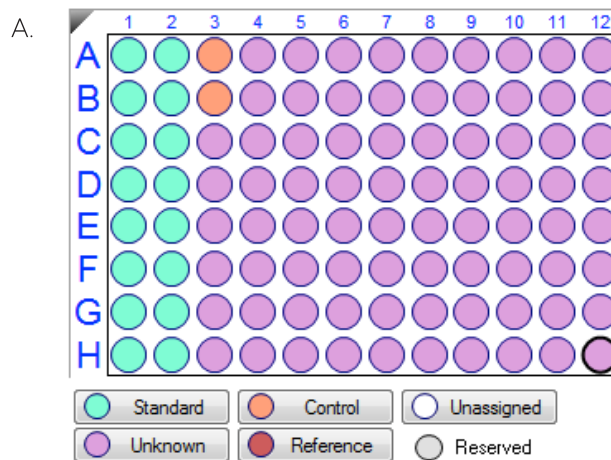 A.
1 2 3 4 5 6 7 8 9 10 11 12
A
B
C
D
E
F
G
H
Standard Control Unassigned
Unknown Reference Reserved